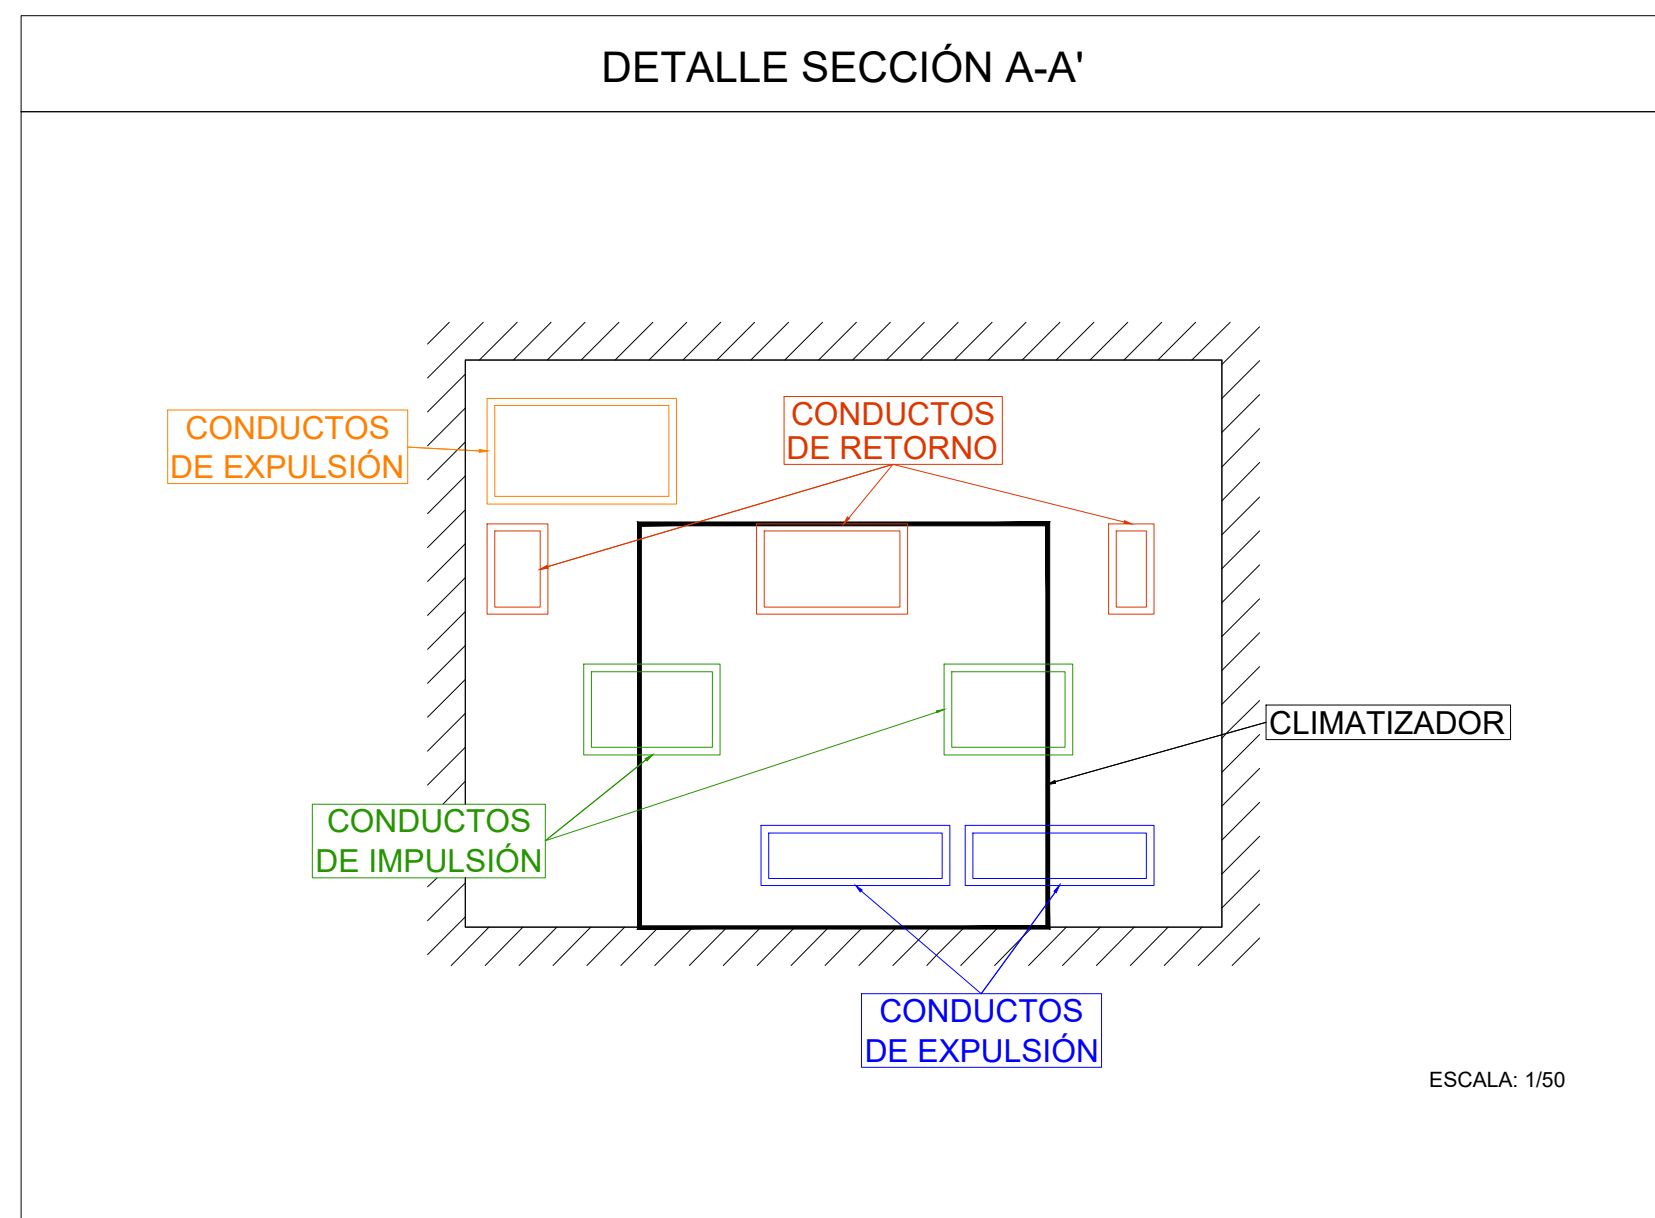 DETALLE SECCIÓN A-A'
CONDUCTOS
DE EXPULSIÓN
CONDUCTOS
DE RETORNO
CLIMATIZADOR
CONDUCTOS
DE IMPULSIÓN
CONDUCTOS
DE EXPULSIÓN
ESCALA: 1/50